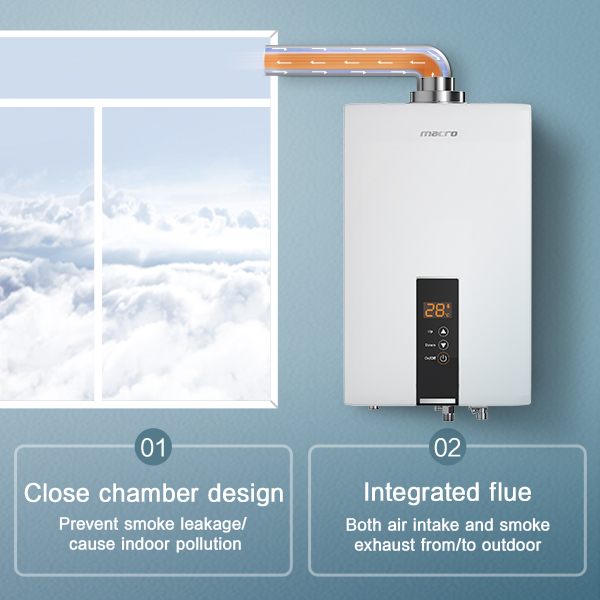 macro
28
Up
Down
On/Off
01
Close chamber design
Prevent smoke leakage/
cause indoor pollution
02
Integrated flue
Both air intake and smoke
exhaust from/to outdoor